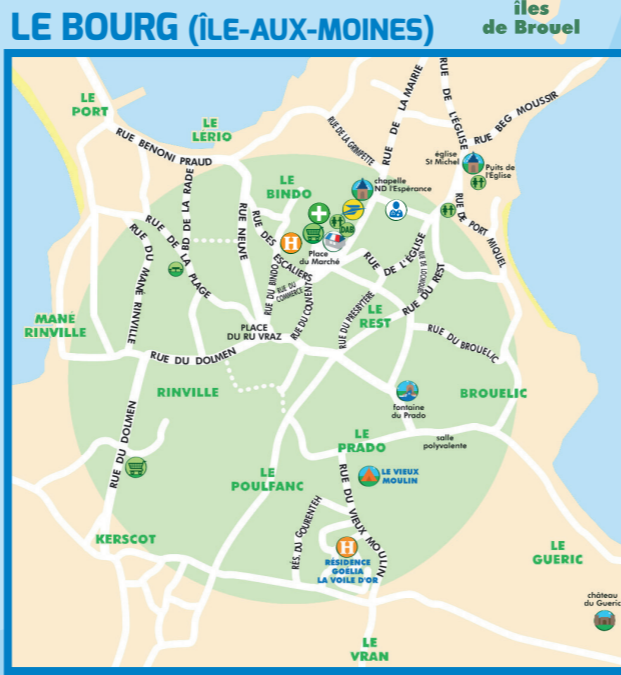 LE BOURG (ÎLE-AUX-MOINES)
îles
de Brouel
LE
PORT
LE
LÉRIO
RUE BENONI PRAUD
BD DE LA RADE
RUE DE LA PLAGE
RUE DU MANÉ RINVILLE
RUE NEUVE
LE
BINDO
RUE DE LA GRIMPETTE
RUE DE LA MAIRIE
RUE DE L'ÉGLISE
RUE BEG MOUSSIR
église
St Michel
Puits de
l'Église
chapelle
ND l'Espérance
DAB
H
Place
du Marché
RUE DES ESCALIERS
RUE DU BINDO
RUE DU
COMMERCE
RUE DU COUVENT
RUE DE L'ÉGLISE
RUE DE PORT MIQUEL
RUE DU REST
RUE DU PRESBYTÈRE
LE
REST
RUE DU BROUELIC
MANÉ
RINVILLE
PLACE
DU RU VRAZ
RUE DU DOLMEN
RINVILLE
BROUELIC
fontaine
du Prado
RUE DU DOLMEN
LE
PRADO
salle
polyvalente
LE VIEUX
MOULIN
LE
POULFANC
RUE DU VIEUX MOULIN
RÉS. DU GOURENTEH
KERSCOT
H
RÉSIDENCE
GOËLIA
LA VOILE D'OR
LE
GUERIC
château
du Gueric
LE
VRAN